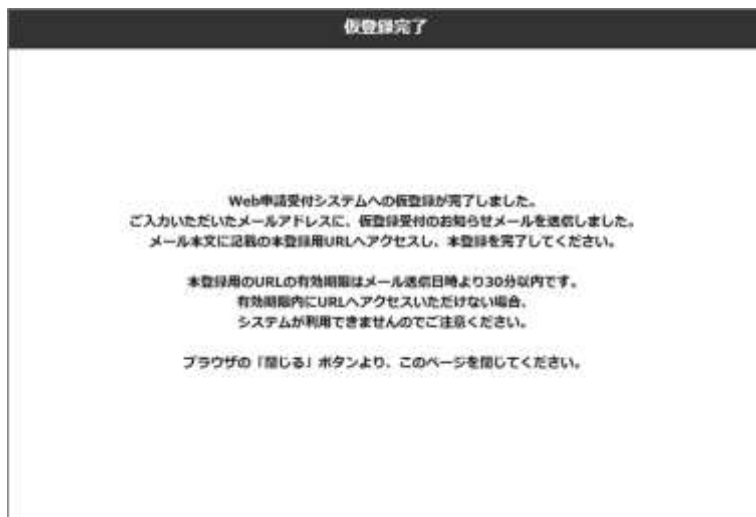 仮登録完了
Web申請受付システムへの仮登録が完了しました。
ご入力いただいたメールアドレスに、仮登録受付のお知らせメールを送信しました。
メール本文に記載の本登録用URLへアクセスし、本登録を完了してください。
本登録用のURLの有効期限はメール送信日時より30分以内です。
有効期限内にURLへアクセスいただけない場合、
システムが利用できませんのでご注意ください。
ブラウザの「閉じる」ボタンより、このページを閉じてください。